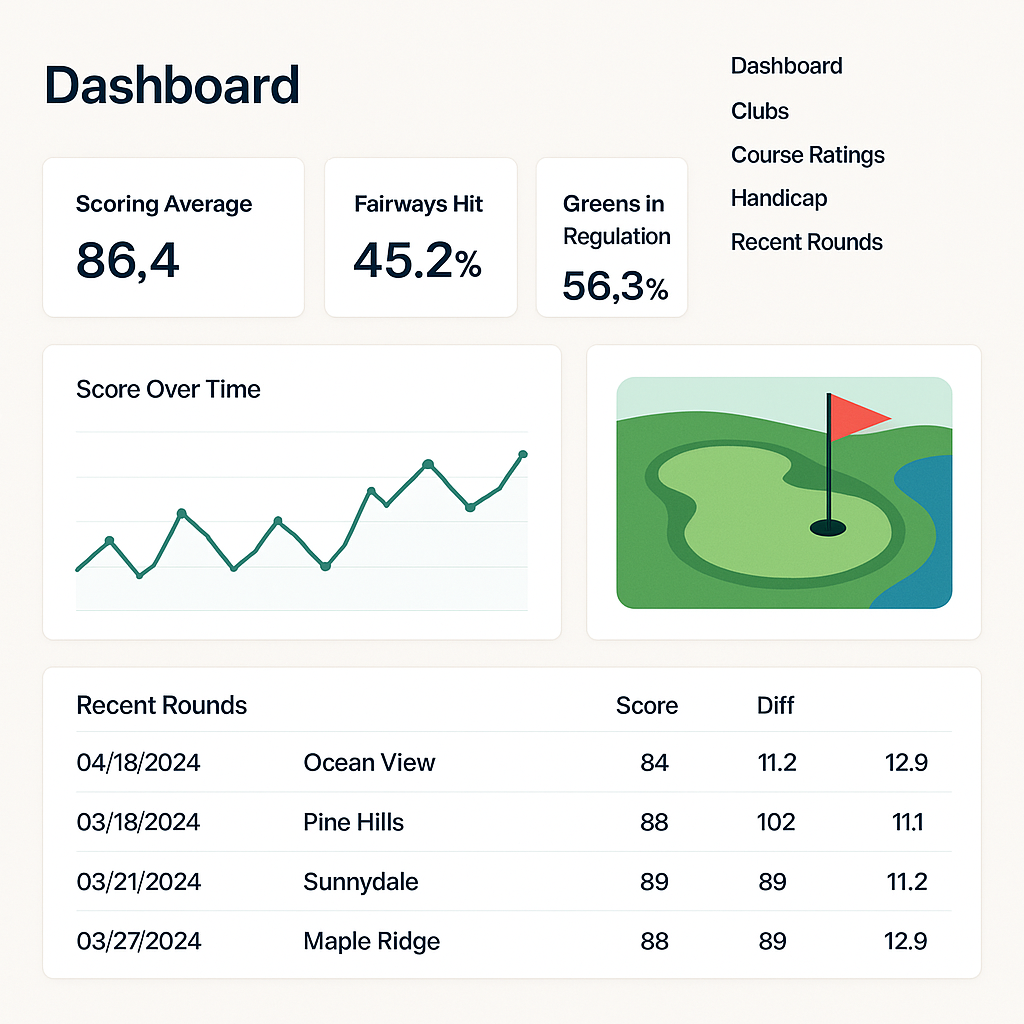 Dashboard
Dashboard
Clubs
Course Ratings
Handicap
Recent Rounds
Scoring Average
86,4
Fairways Hit
45.2%
Greens in
Regulation
56,3%
Score Over Time
Recent Rounds Score Diff
04/18/2024 Ocean View 84 11.2 12.9
03/18/2024 Pine Hills 88 102 11.1
03/21/2024 Sunnydale 89 89 11.2
03/27/2024 Maple Ridge 88 89 12.9